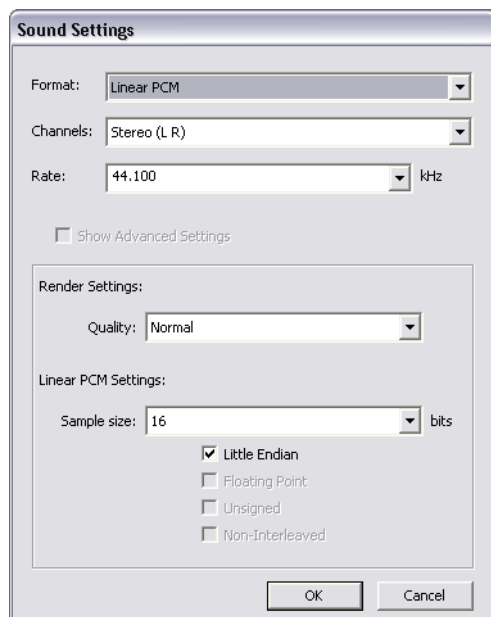 Sound Settings
Format: Linear PCM
Channels: Stereo (L R)
Rate: 44.100 kHz
Show Advanced Settings
Render Settings:
Quality: Normal
Linear PCM Settings:
Sample size: 16 bits
Little Endian
Floating Point
Unsigned
Non-Interleaved
OK Cancel